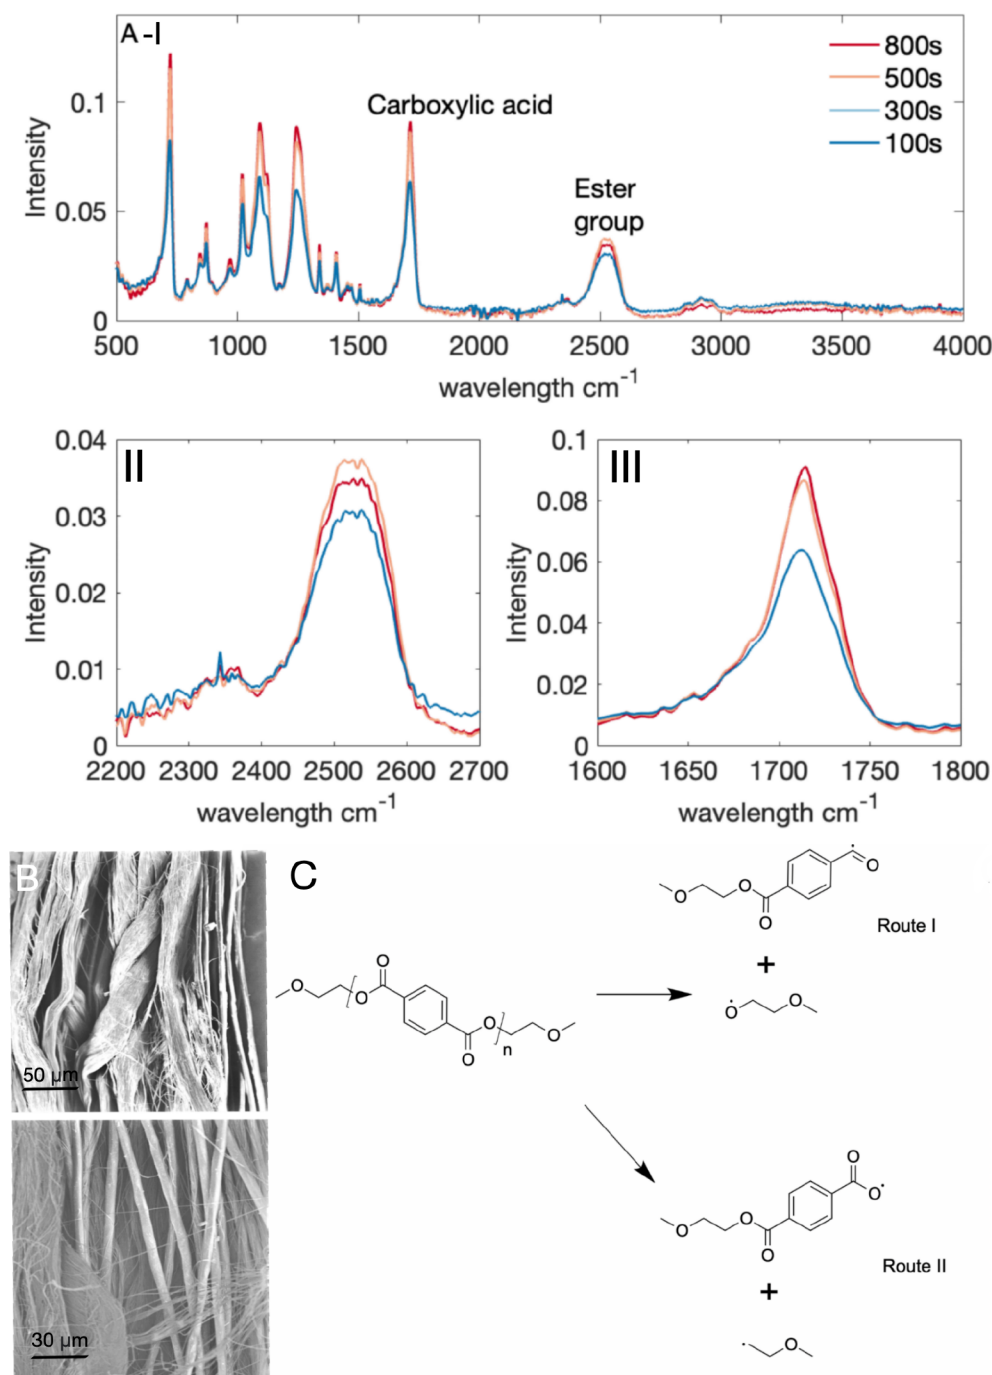 A-I
800s
500s
300s
100s
Carboxylic acid
Ester
group
Intensity
0.1
0.05
0
500 1000 1500 2000 2500 3000 3500 4000
wavelength cm-1
II
Intensity
0.04
0.03
0.02
0.01
0
2200 2300 2400 2500 2600 2700
wavelength cm-1
III
Intensity
0.1
0.08
0.06
0.04
0.02
0
1600 1650 1700 1750 1800
wavelength cm-1
B
50 μm
30 μm
C
O
O
O
O
O
O
n
O
O
O
O
Route I
+
O
O
O
O
O
O
O
Route II
+
O